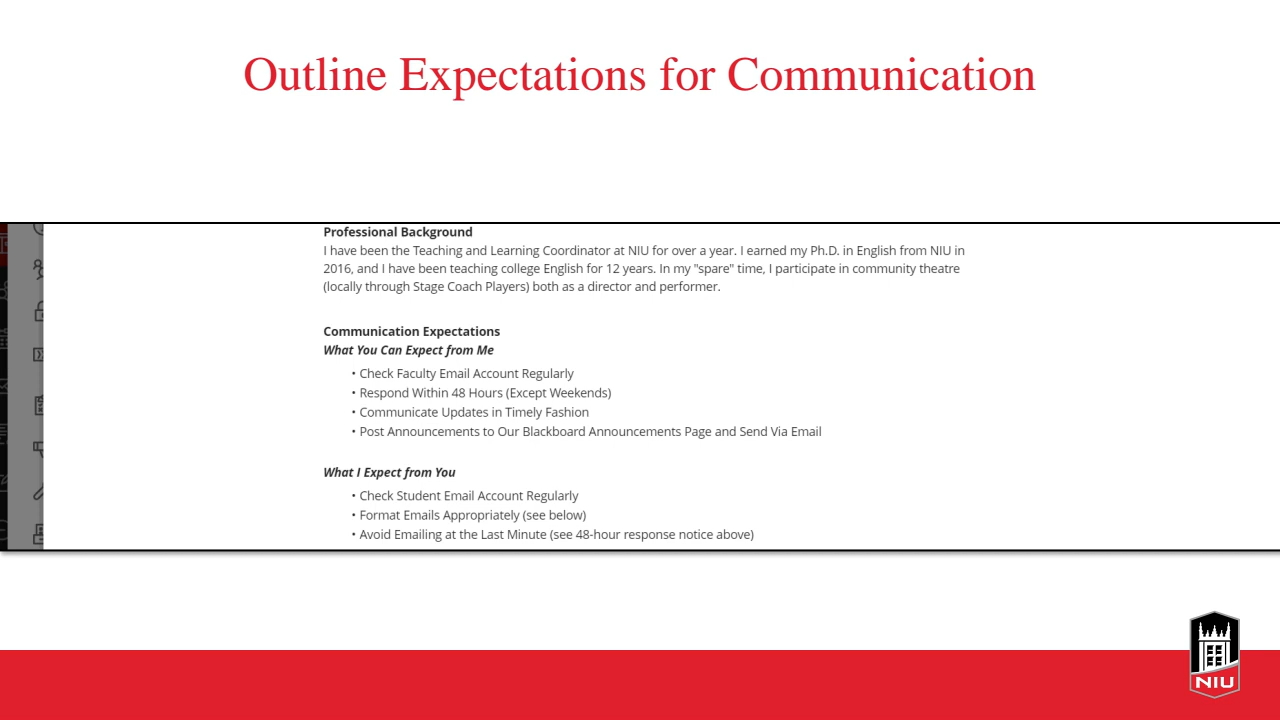 Outline Expectations for Communication
Professional Background
I have been the Teaching and Learning Coordinator at NIU for over a year. I earned my Ph.D. in English from NIU in
2016, and I have been teaching college English for 12 years. In my "spare" time, I participate in community theatre
(locally through Stage Coach Players) both as a director and performer.
Communication Expectations
What You Can Expect from Me
• Check Faculty Email Account Regularly
• Respond Within 48 Hours (Except Weekends)
• Communicate Updates in Timely Fashion
• Post Announcements to Our Blackboard Announcements Page and Send Via Email
What I Expect from You
• Check Student Email Account Regularly
• Format Emails Appropriately (see below)
• Avoid Emailing at the Last Minute (see 48-hour response notice above)
NIU